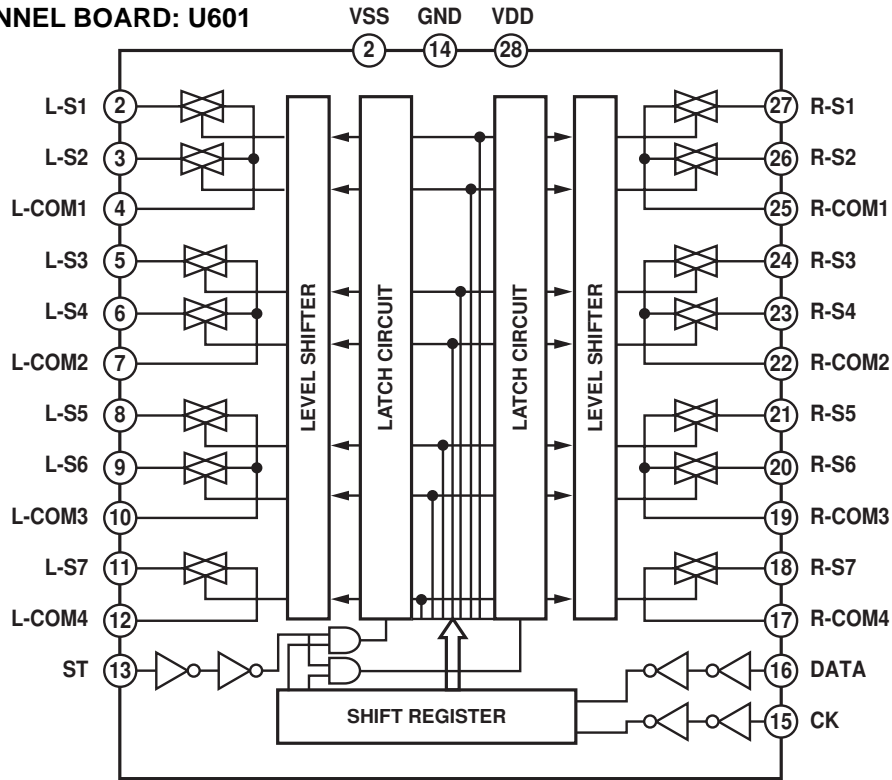 NNEL BOARD: U601
VSS GND VDD
2 14 28
L-S1 2 27 R-S1
L-S2 3 26 R-S2
L-COM1 4 25 R-COM1
L-S3 5 24 R-S3
L-S4 6 23 R-S4
L-COM2 7 22 R-COM2
L-S5 8 21 R-S5
L-S6 9 20 R-S6
L-COM3 10 19 R-COM3
L-S7 11 18 R-S7
L-COM4 12 17 R-COM4
ST 13 16 DATA
15 CK
LEVEL SHIFTER
LATCH CIRCUIT
LATCH CIRCUIT
LEVEL SHIFTER
SHIFT REGISTER